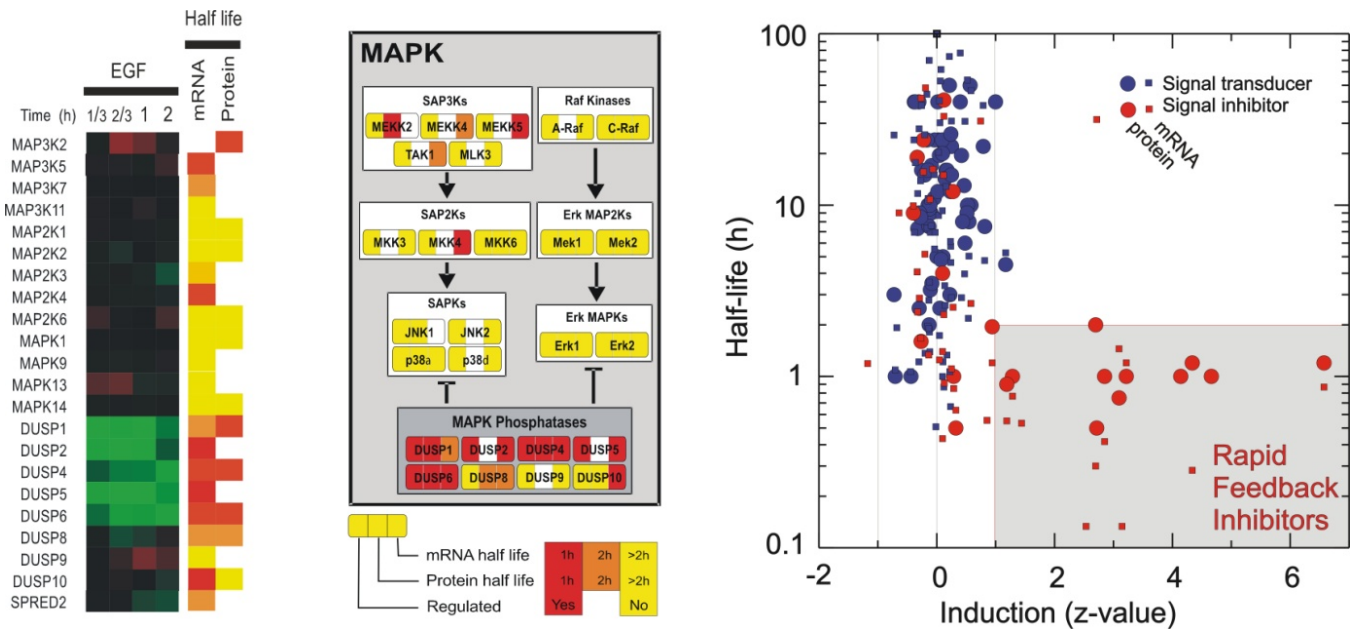 Half life
EGF
mRNA
Protein
Time (h) 1/3 2/3 1 2
MAP3K2
MAP3K5
MAP3K7
MAP3K11
MAP2K1
MAP2K2
MAP2K3
MAP2K4
MAP2K6
MAPK1
MAPK9
MAPK13
MAPK14
DUSP1
DUSP2
DUSP4
DUSP5
DUSP6
DUSP8
DUSP9
DUSP10
SPRED2
MAPK
SAP3Ks
MEKK2 MEKK4 MEKK5
TAK1 MLK3
Raf Kinases
A-Raf C-Raf
SAP2Ks
MKK3 MKK4 MKK6
Erk MAP2Ks
Mek1 Mek2
SAPKs
JNK1 JNK2
p38a p38d
Erk MAPKs
Erk1 Erk2
MAPK Phosphatases
DUSP1 DUSP2 DUSP4 DUSP5
DUSP6 DUSP8 DUSP9 DUSP10
mRNA half life 1h 2h >2h
Protein half life 1h 2h >2h
Regulated Yes No
Half-life (h)
100
10
1
0.1
Signal transducer
Signal inhibitor
mRNA
protein
Rapid
Feedback
Inhibitors
-2 0 2 4 6
Induction (z-value)